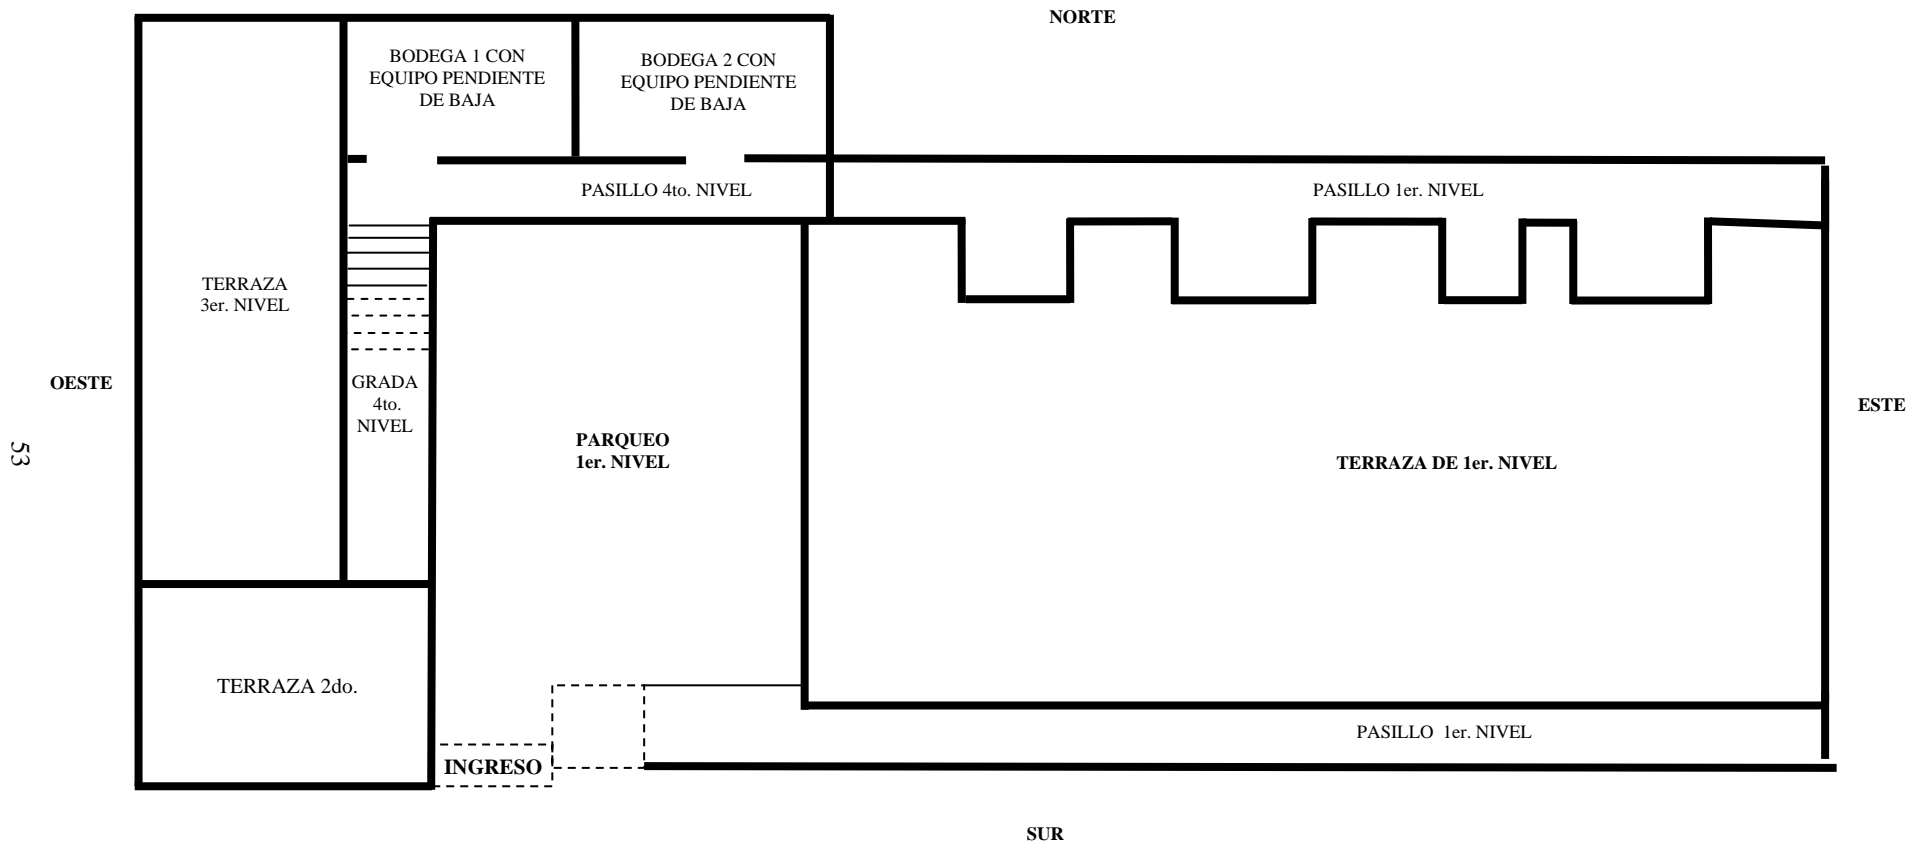 NORTE
BODEGA 1 CON
EQUIPO PENDIENTE
DE BAJA
BODEGA 2 CON
EQUIPO PENDIENTE
DE BAJA
PASILLO 4to. NIVEL
PASILLO 1er. NIVEL
TERRAZA
3er. NIVEL
OESTE
GRADA
4to.
NIVEL
ESTE
53
PARQUEO
1er. NIVEL
TERRAZA DE 1er. NIVEL
TERRAZA 2do.
PASILLO  1er. NIVEL
INGRESO
SUR